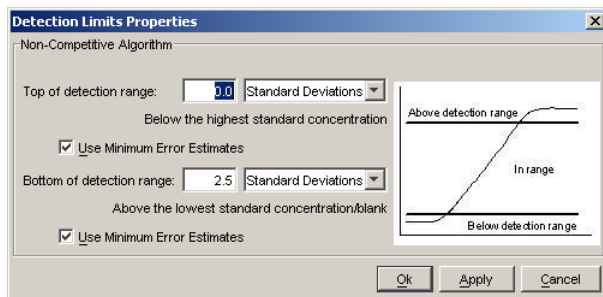 Detection Limits Properties
Non-Competitive Algorithm
Top of detection range: 0.0 Standard Deviations
Below the highest standard concentration
Use Minimum Error Estimates
Bottom of detection range: 2.5 Standard Deviations
Above the lowest standard concentration/blank
Use Minimum Error Estimates
Above detection range
In range
Below detection range
Ok Apply Cancel